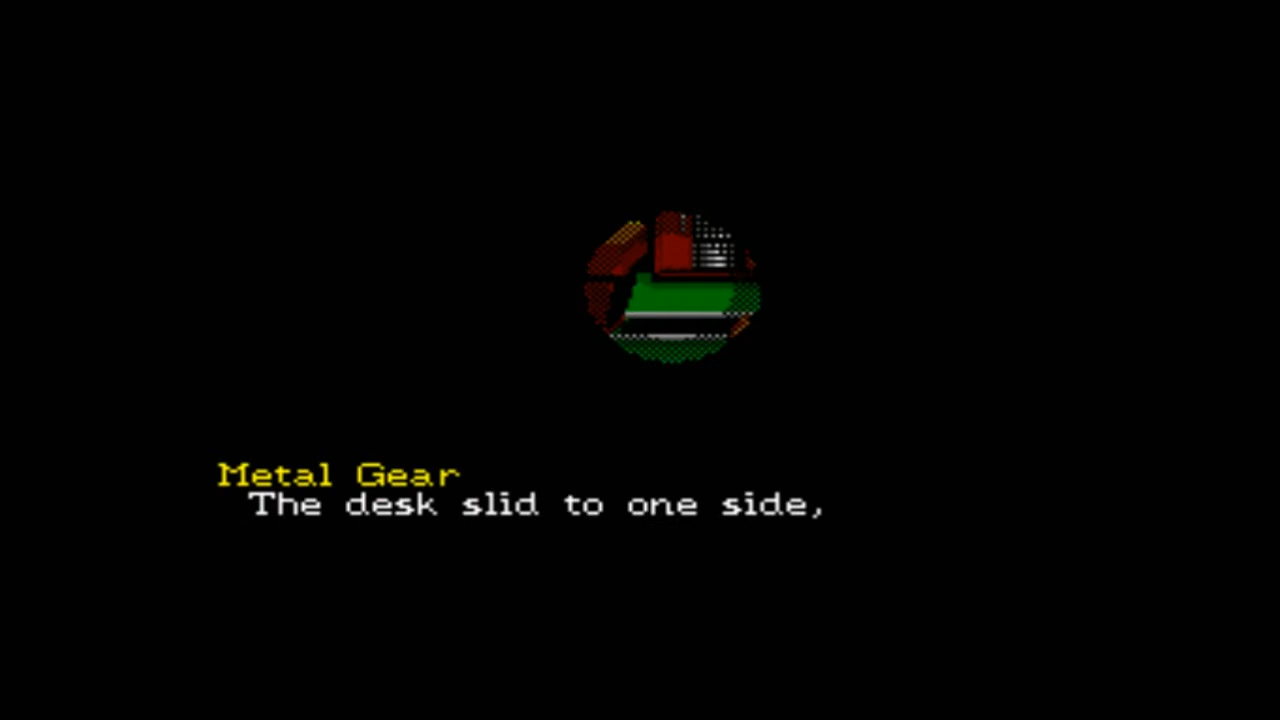 Metal Gear
The desk slid to one side,